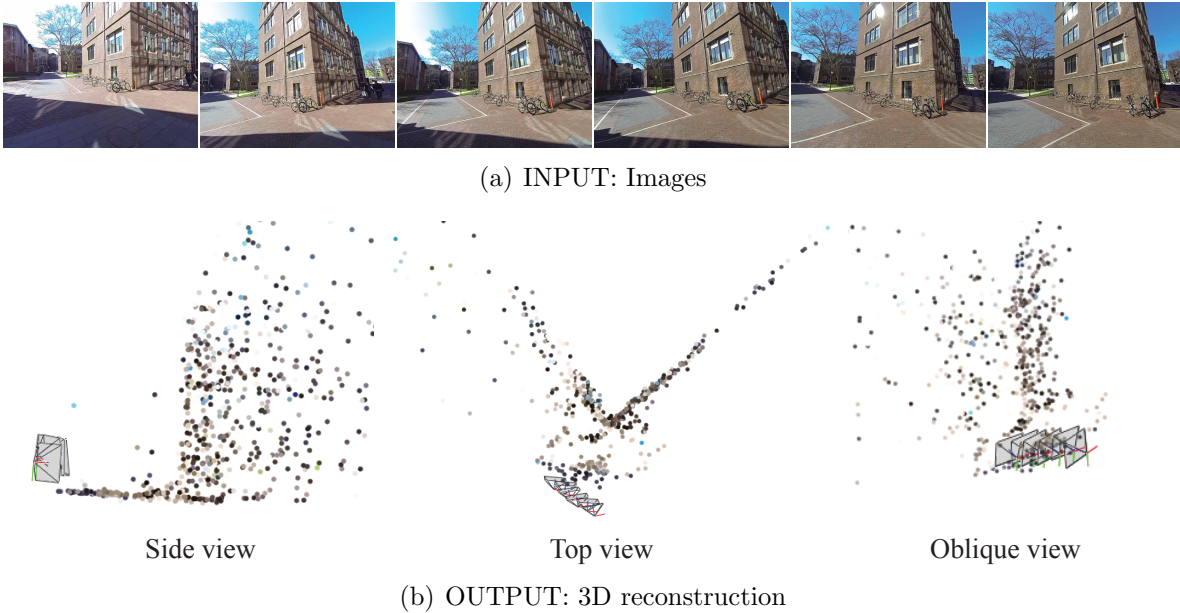 (a) INPUT: Images
Side view
Top view
Oblique view
(b) OUTPUT: 3D reconstruction